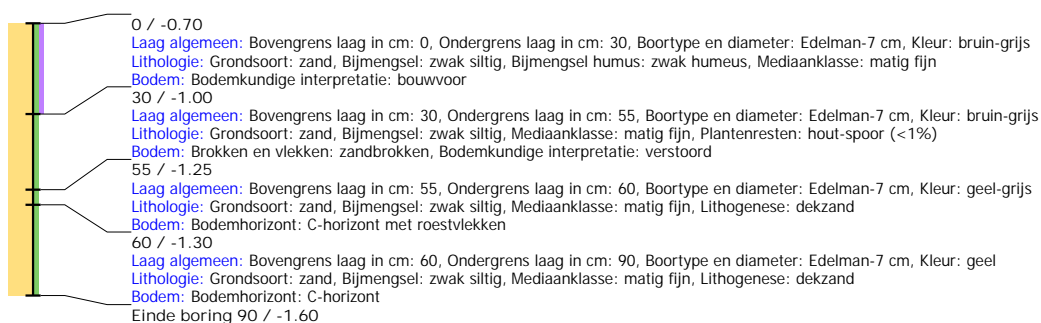 0 / -0.70
Laag algemeen: Bovengrens laag in cm: 0, Ondergrens laag in cm: 30, Boortype en diameter: Edelman-7 cm, Kleur: bruin-grijs
Lithologie: Grondsoort: zand, Bijmengsel: zwak siltig, Bijmengsel humus: zwak humeus, Mediaanklasse: matig fijn
Bodem: Bodemkundige interpretatie: bouwvoor
30 / -1.00
Laag algemeen: Bovengrens laag in cm: 30, Ondergrens laag in cm: 55, Boortype en diameter: Edelman-7 cm, Kleur: bruin-grijs
Lithologie: Grondsoort: zand, Bijmengsel: zwak siltig, Mediaanklasse: matig fijn, Plantenresten: hout-spoor (<1%)
Bodem: Brokken en vlekken: zandbrokken, Bodemkundige interpretatie: verstoord
55 / -1.25
Laag algemeen: Bovengrens laag in cm: 55, Ondergrens laag in cm: 60, Boortype en diameter: Edelman-7 cm, Kleur: geel-grijs
Lithologie: Grondsoort: zand, Bijmengsel: zwak siltig, Mediaanklasse: matig fijn, Lithogenese: dekzand
Bodem: Bodemhorizont: C-horizont met roestvlekken
60 / -1.30
Laag algemeen: Bovengrens laag in cm: 60, Ondergrens laag in cm: 90, Boortype en diameter: Edelman-7 cm, Kleur: geel
Lithologie: Grondsoort: zand, Bijmengsel: zwak siltig, Mediaanklasse: matig fijn, Lithogenese: dekzand
Bodem: Bodemhorizont: C-horizont
Einde boring 90 / -1.60